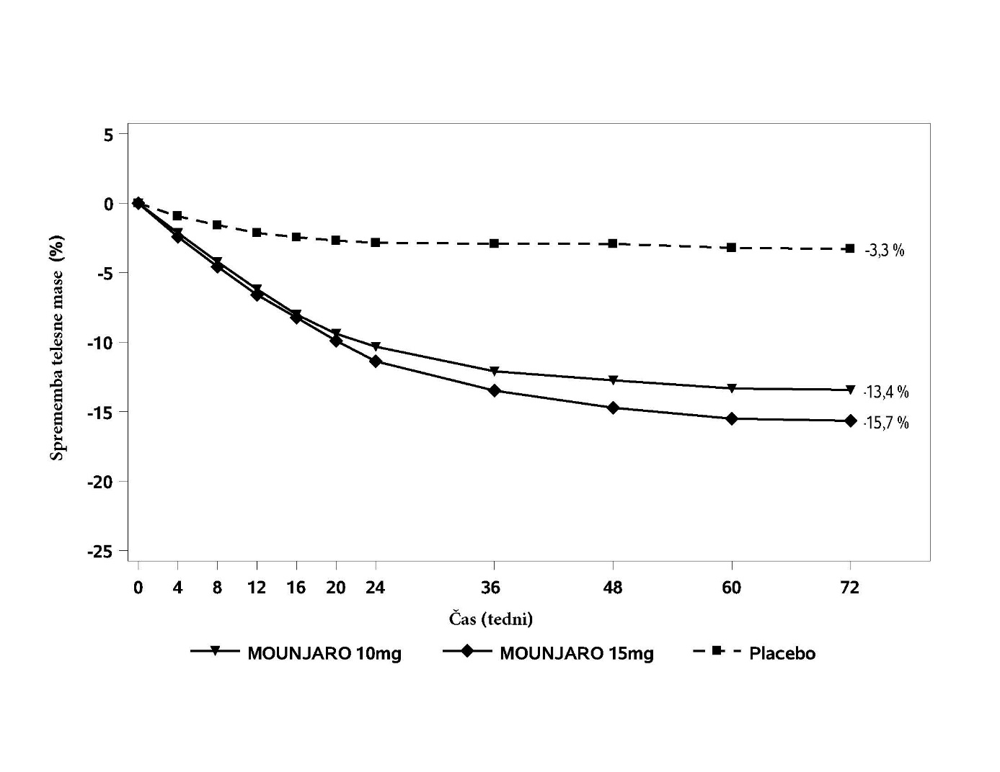 5
0
-5
-10
-15
-20
-25
Sprememba telesne mase (%)
-3,3 %
-13,4 %
-15,7 %
0 4 8 12 16 20 24 36 48 60 72
Čas (tedni)
MOUNJARO 10mg MOUNJARO 15mg Placebo